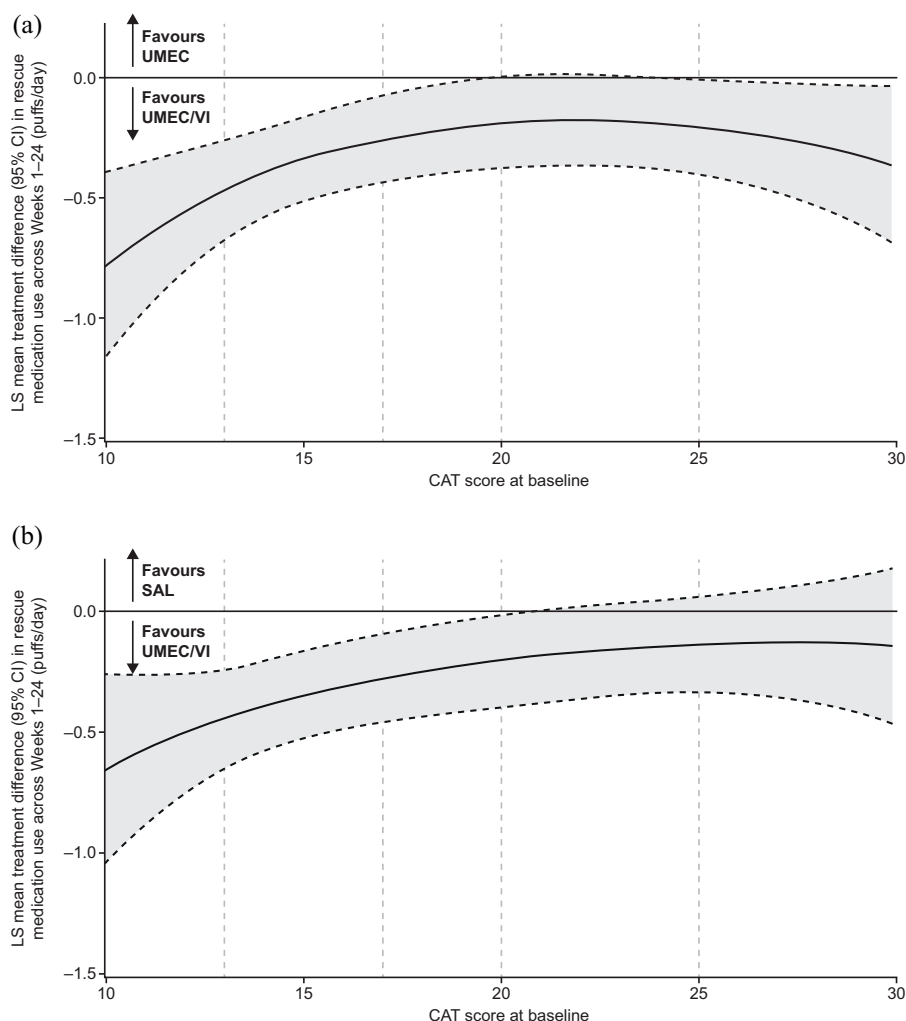 (a)
Favours
UMEC
Favours
UMEC/VI
LS mean treatment difference (95% CI) in rescue
medication use across Weeks 1–24 (puffs/day)
0.0
–0.5
–1.0
–1.5
10
15
20
25
30
CAT score at baseline
(b)
Favours
SAL
Favours
UMEC/VI
LS mean treatment difference (95% CI) in rescue
medication use across Weeks 1–24 (puffs/day)
0.0
–0.5
–1.0
–1.5
10
15
20
25
30
CAT score at baseline